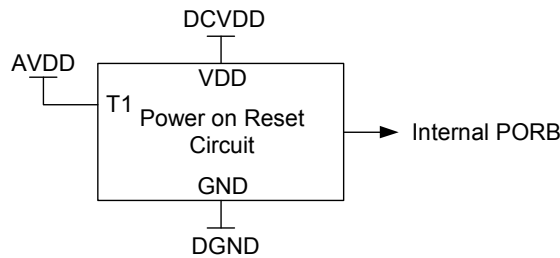 DCVDD
AVDD
VDD
T1
Power on Reset
Circuit
Internal PORB
GND
DGND